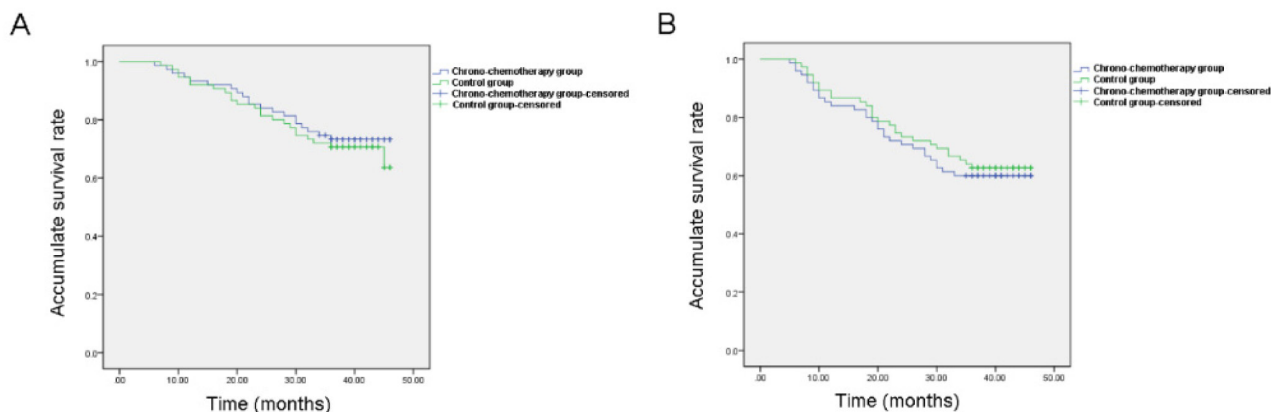 A
Accumulate survival rate
1.0
0.8
0.6
0.4
0.2
0.0
.00 10.00 20.00 30.00 40.00 50.00
Time (months)
Chrono-chemotherapy group
Control group
Chrono-chemotherapy group-censored
Control group-censored
B
Accumulate survival rate
1.0
0.8
0.6
0.4
0.2
0.0
.00 10.00 20.00 30.00 40.00 50.00
Time (months)
Chrono-chemotherapy group
Control group
Chrono-chemotherapy group-censored
Control group-censored